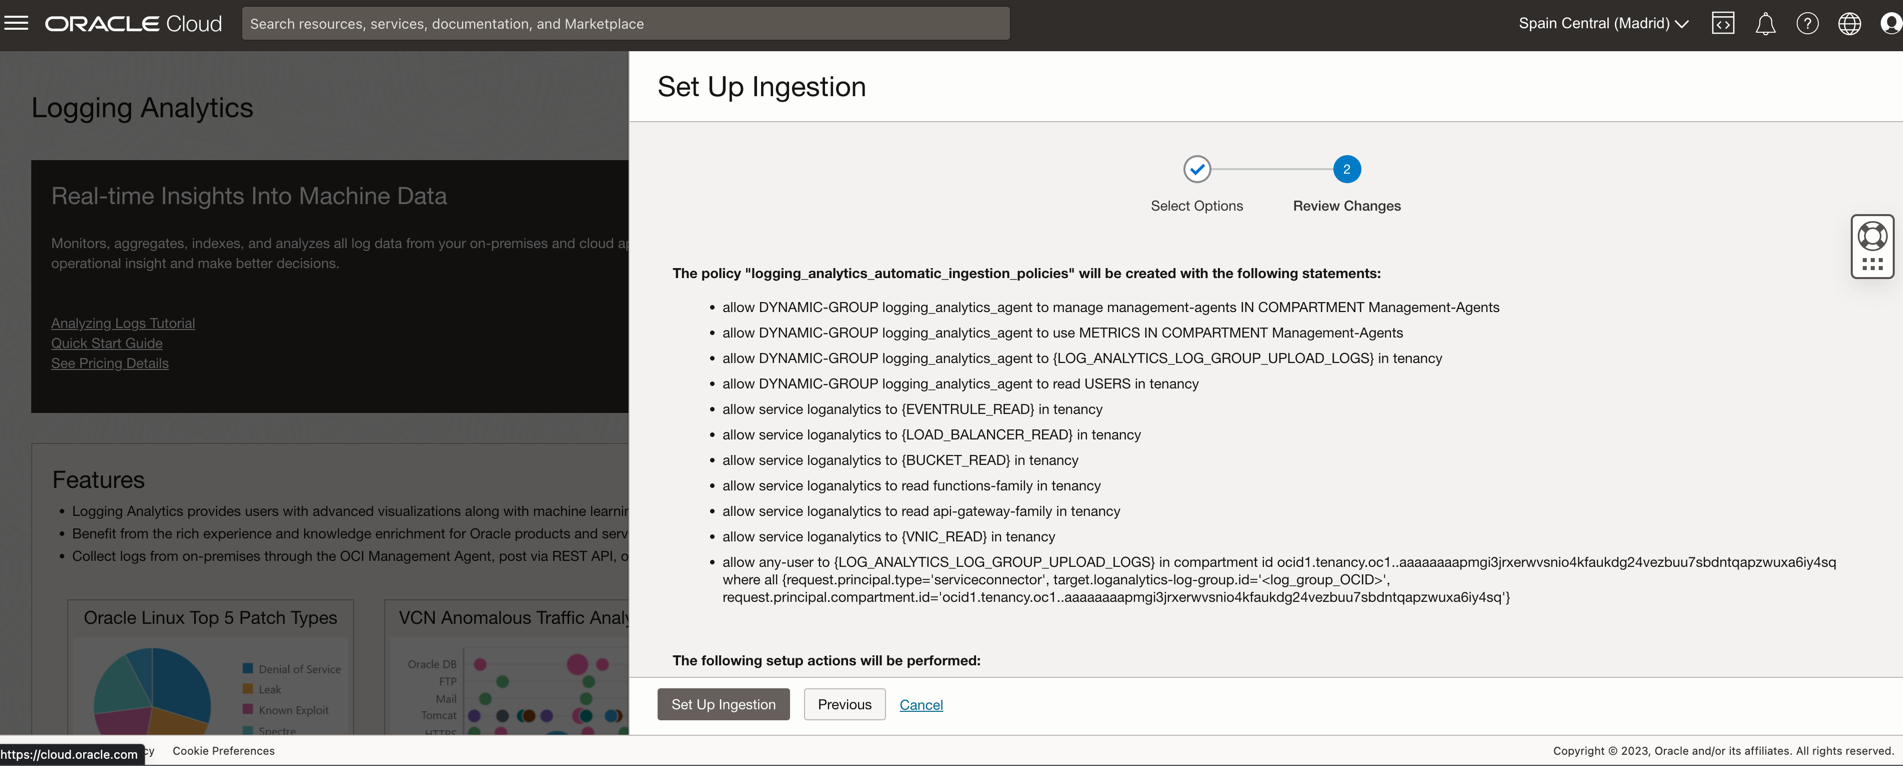 ORACLE Cloud
Search resources, services, documentation, and Marketplace
Spain Central (Madrid)
Logging Analytics
Real-time Insights Into Machine Data
Monitors, aggregates, indexes, and analyzes all log data from your on-premises and cloud ap
operational insight and make better decisions.
Analyzing Logs Tutorial
Quick Start Guide
See Pricing Details
Features
• Logging Analytics provides users with advanced visualizations along with machine learnin
• Benefit from the rich experience and knowledge enrichment for Oracle products and serv
• Collect logs from on-premises through the OCI Management Agent, post via REST API, o
Oracle Linux Top 5 Patch Types
Denial of Service
Leak
Known Exploit
Spectre
VCN Anomalous Traffic Analy
Oracle DB
FTP
Mail
Tomcat
HTTPS
Set Up Ingestion
2
Select Options
Review Changes
The policy "logging_analytics_automatic_ingestion_policies" will be created with the following statements:
• allow DYNAMIC-GROUP logging_analytics_agent to manage management-agents IN COMPARTMENT Management-Agents
• allow DYNAMIC-GROUP logging_analytics_agent to use METRICS IN COMPARTMENT Management-Agents
• allow DYNAMIC-GROUP logging_analytics_agent to {LOG_ANALYTICS_LOG_GROUP_UPLOAD_LOGS} in tenancy
• allow DYNAMIC-GROUP logging_analytics_agent to read USERS in tenancy
• allow service loganalytics to {EVENTRULE_READ} in tenancy
• allow service loganalytics to {LOAD_BALANCER_READ} in tenancy
• allow service loganalytics to {BUCKET_READ} in tenancy
• allow service loganalytics to read functions-family in tenancy
• allow service loganalytics to read api-gateway-family in tenancy
• allow service loganalytics to {VNIC_READ} in tenancy
• allow any-user to {LOG_ANALYTICS_LOG_GROUP_UPLOAD_LOGS} in compartment id ocid1.tenancy.oc1..aaaaaaaapmgi3jrxerwvsnio4kfaukdg24vezbuu7sbdntqapzwuxa6iy4sq
where all {request.principal.type='serviceconnector', target.loganalytics-log-group.id='<log_group_OCID>',
request.principal.compartment.id='ocid1.tenancy.oc1..aaaaaaaapmgi3jrxerwvsnio4kfaukdg24vezbuu7sbdntqapzwuxa6iy4sq'}
The following setup actions will be performed:
Set Up Ingestion
Previous
Cancel
https://cloud.oracle.com
cy
Cookie Preferences
Copyright © 2023, Oracle and/or its affiliates. All rights reserved.